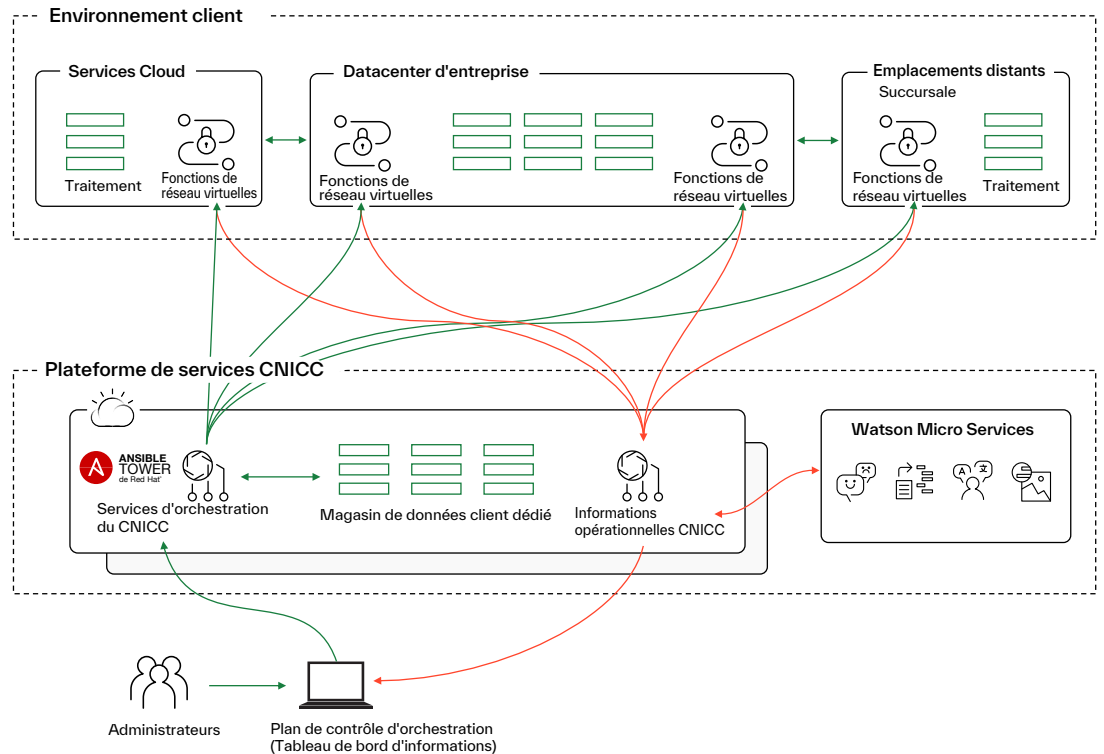 Environnement client
Services Cloud
Traitement
Fonctions de
réseau virtuelles
Datacenter d'entreprise
Fonctions de
réseau virtuelles
Fonctions de
réseau virtuelles
Emplacements distants
Succursale
Fonctions de
réseau virtuelles
Traitement
Plateforme de services CNICC
A
ANSIBLE
TOWER
de Red Hat
Services d'orchestration
du CNICC
Magasin de données client dédié
Informations
opérationnelles CNICC
Watson Micro Services
A
文
Administrateurs
Plan de contrôle d'orchestration
(Tableau de bord d'informations)